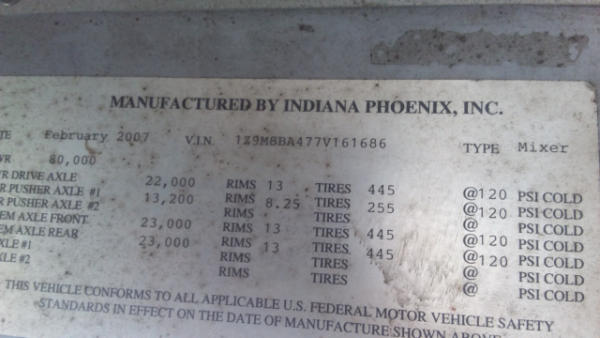 MANUFACTURED BY INDIANA PHOENIX, INC.
TE February 2007 V.I.N. 1Z9M8BA477V161686 TYPE Mixer
WR 80,000
R DRIVE AXLE 22,000 RIMS 13 TIRES 445 @120 PSI COLD
R PUSHER AXLE #1 13,200 RIMS 8.25 TIRES 255 @120 PSI COLD
R PUSHER AXLE #2 RIMS TIRES @ PSI COLD
EM AXLE FRONT 23,000 RIMS 13 TIRES 445 @120 PSI COLD
EM AXLE REAR 23,000 RIMS 13 TIRES 445 @120 PSI COLD
XLE #1 RIMS TIRES @ PSI COLD
XLE #2 RIMS TIRES @ PSI COLD
THIS VEHICLE CONFORMS TO ALL APPLICABLE U.S. FEDERAL MOTOR VEHICLE SAFETY
STANDARDS IN EFFECT ON THE DATE OF MANUFACTURE SHOWN ABOVE